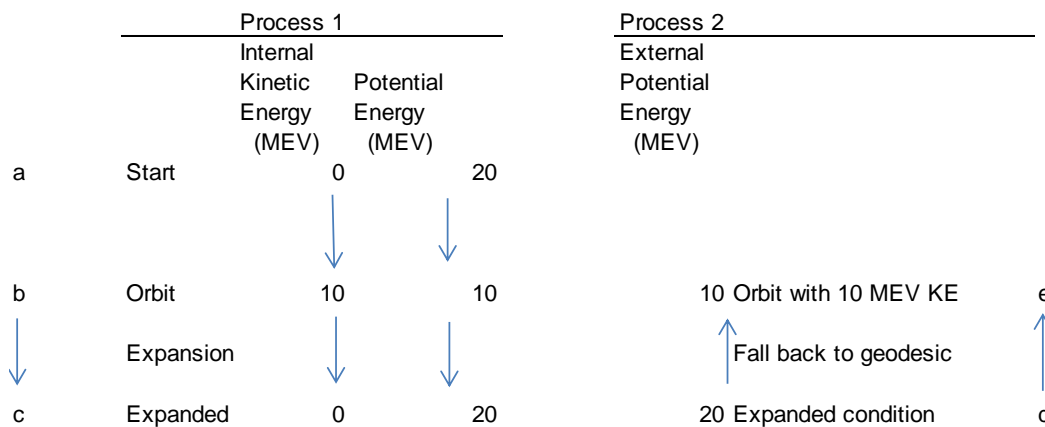 Process 1 Process 2
Internal External
Kinetic Potential Potential
Energy Energy Energy
(MEV) (MEV) (MEV)
a Start 0 20
b Orbit 10 10 10 Orbit with 10 MEV KE e
Expansion Fall back to geodesic
c Expanded 0 20 20 Expanded condition